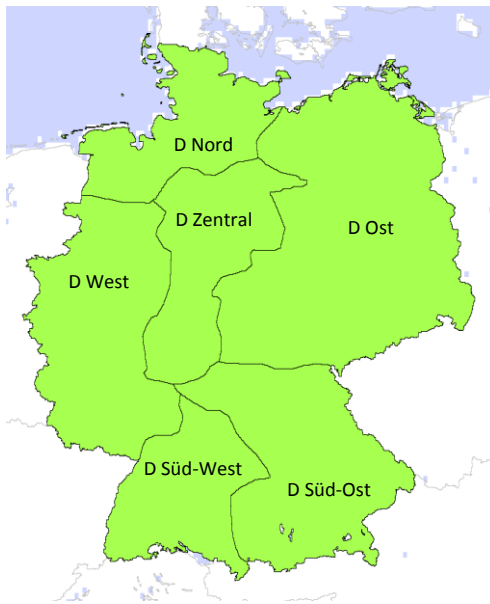 D Nord
D Zentral
D Ost
D West
D Süd-West
D Süd-Ost